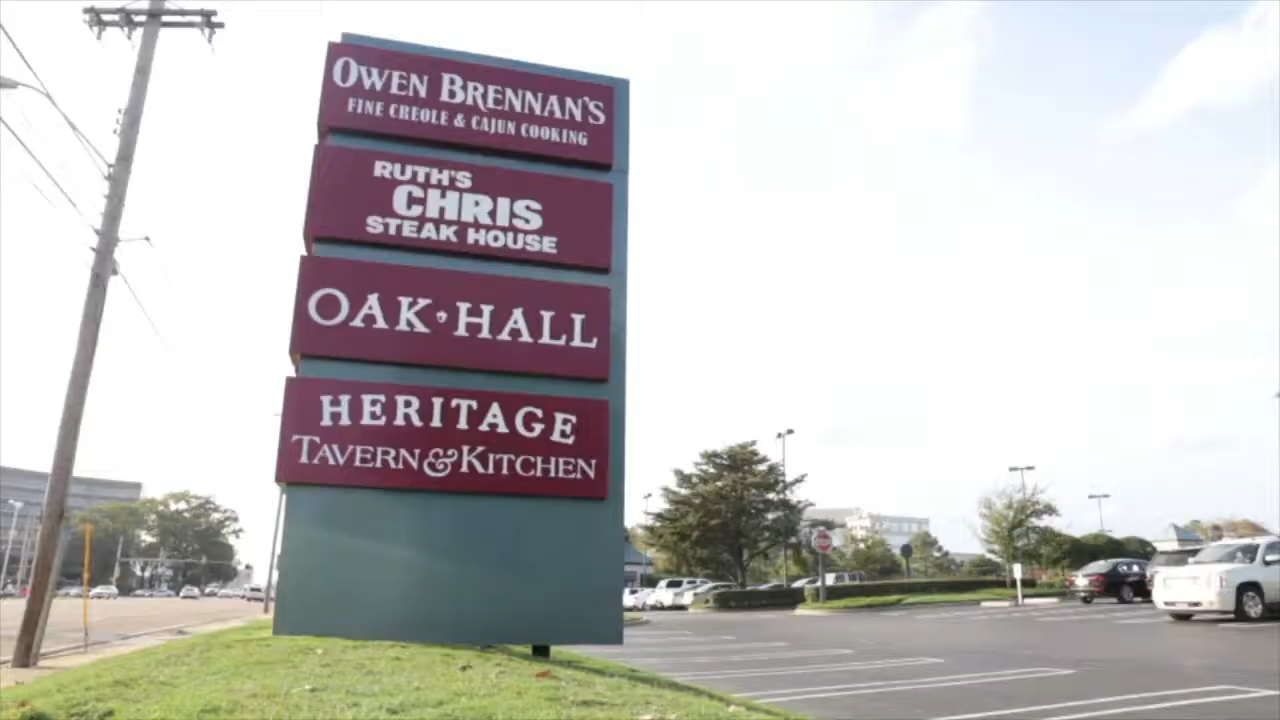 OWEN BRENNAN'S
FINE CREOLE & CAJUN COOKING
RUTH'S
CHRIS
STEAK HOUSE
OAK HALL
HERITAGE
TAVERN & KITCHEN